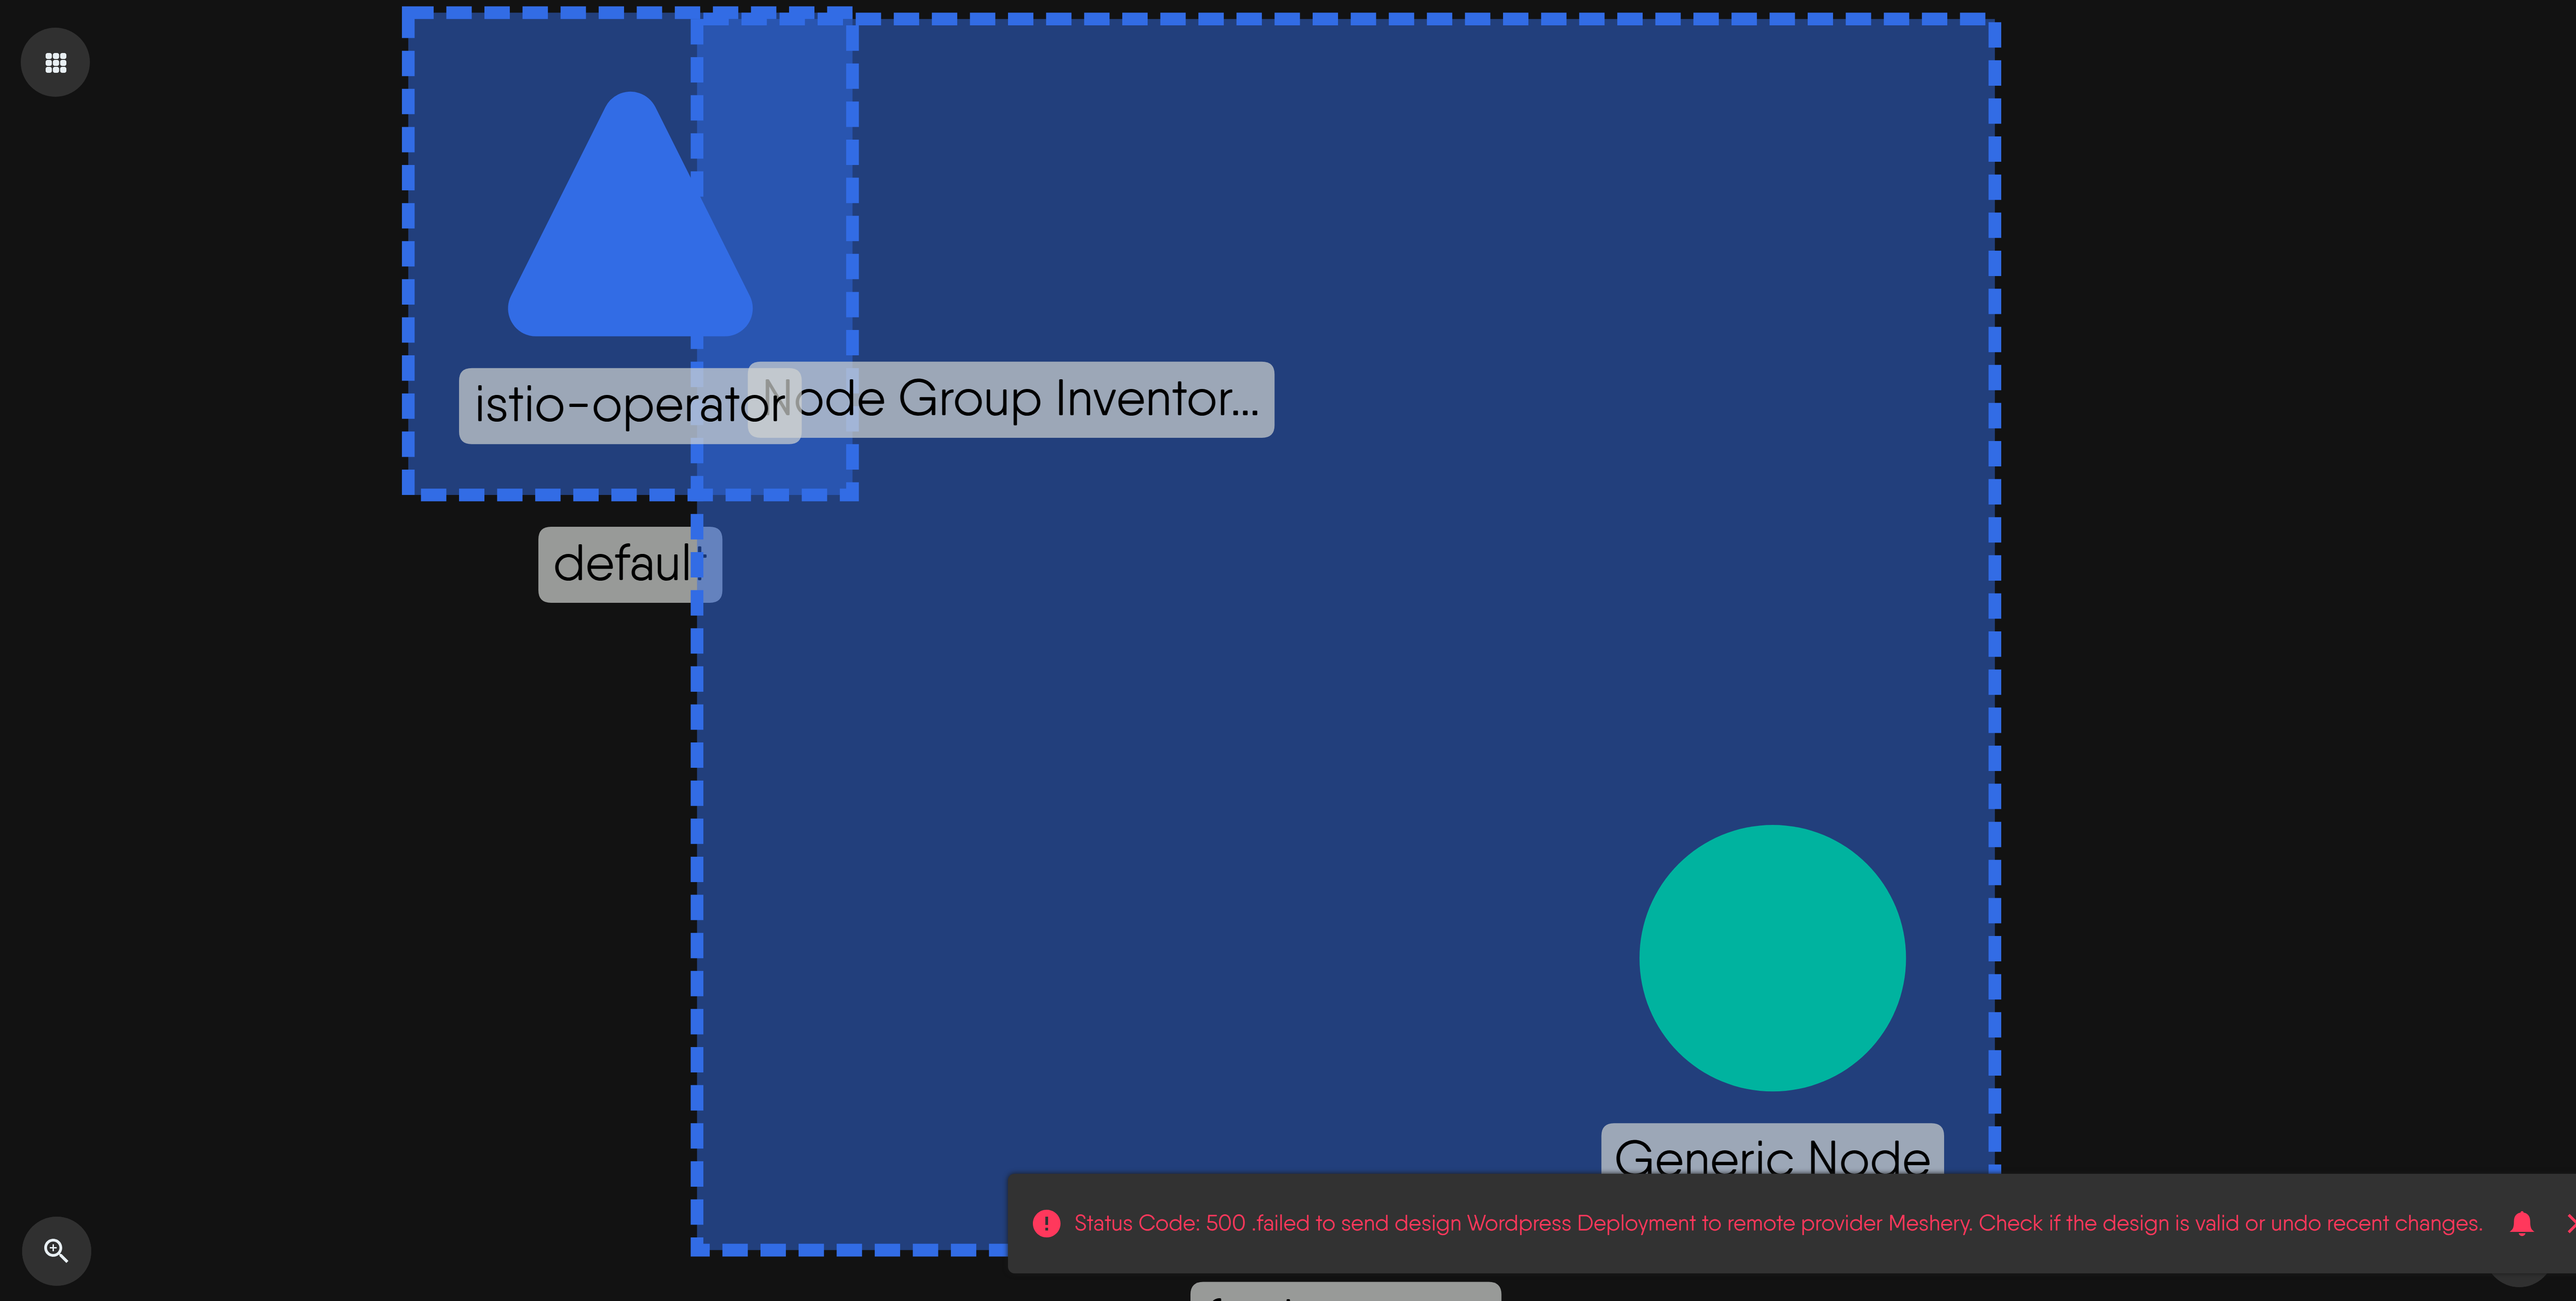 istio-operator
Node Group Inventor...
default
Generic Node
Status Code: 500 .failed to send design Wordpress Deployment to remote provider Meshery. Check if the design is valid or undo recent changes.